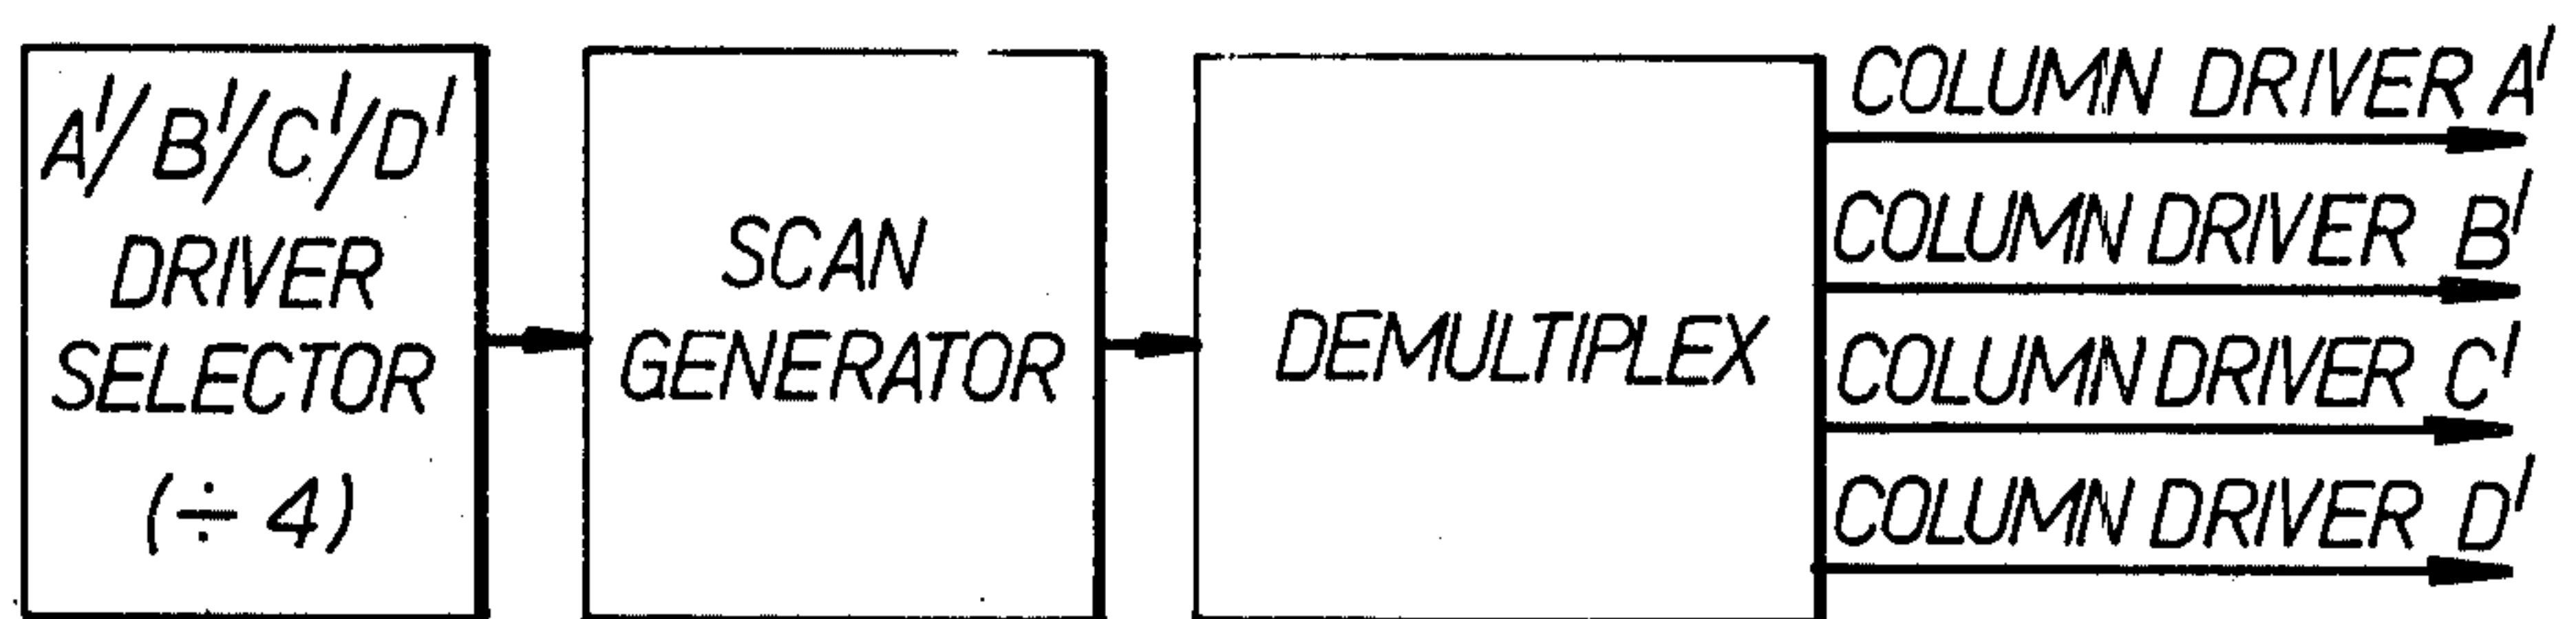 A'/B'/C'/D'
DRIVER
SELECTOR
(÷ 4)
SCAN
GENERATOR
DEMULTIPLEX
COLUMN DRIVER A'
COLUMN DRIVER B'
COLUMN DRIVER C'
COLUMN DRIVER D'